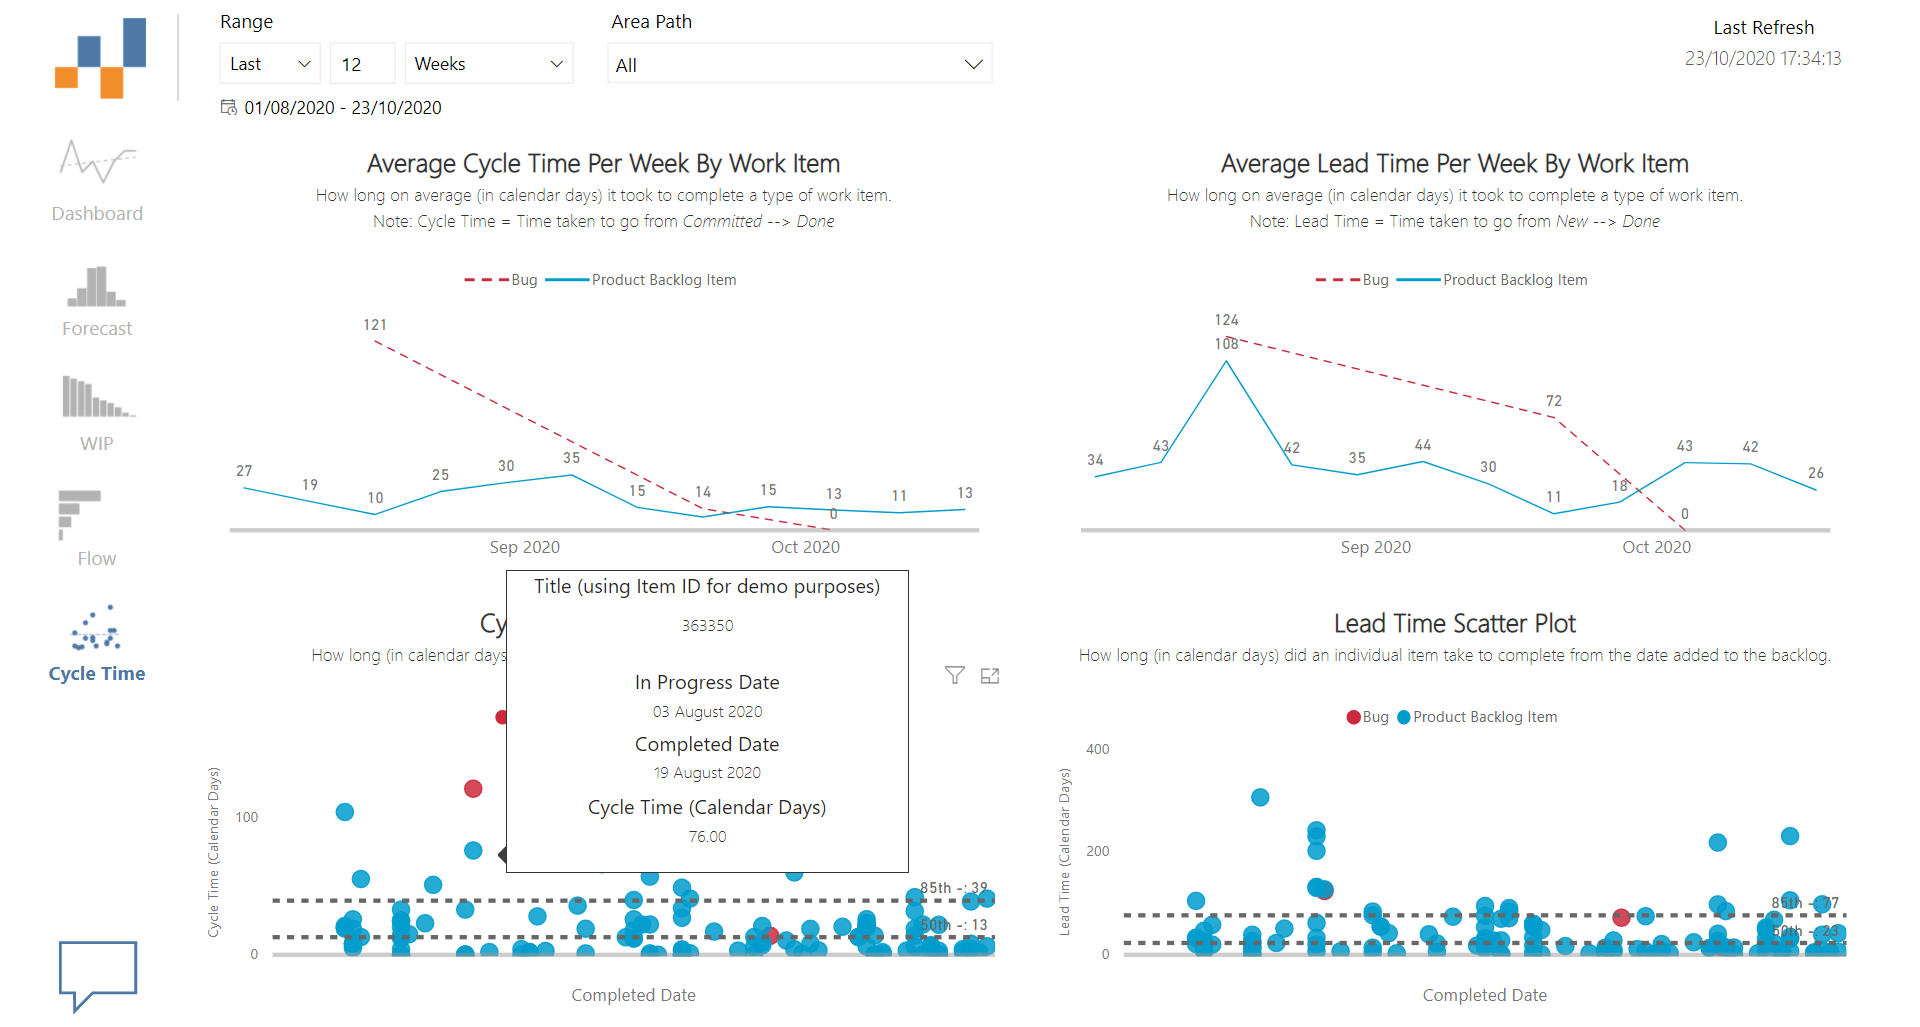 Range
Area Path
Last Refresh
Last
12
Weeks
All
23/10/2020 17:34:13
01/08/2020 - 23/10/2020
Dashboard
Forecast
WIP
Flow
Cycle Time
Average Cycle Time Per Week By Work Item
How long on average (in calendar days) it took to complete a type of work item.
Note: Cycle Time = Time taken to go from Committed --> Done
Bug
Product Backlog Item
121
27
19
10
25
30
35
15
14
15
13
0
11
13
Sep 2020
Oct 2020
Average Lead Time Per Week By Work Item
How long on average (in calendar days) it took to complete a type of work item.
Note: Lead Time = Time taken to go from New --> Done
Bug
Product Backlog Item
124
108
72
34
43
42
35
44
30
11
18
43
0
42
26
Sep 2020
Oct 2020
Cy
How long (in calendar days
Title (using Item ID for demo purposes)
363350
In Progress Date
03 August 2020
Completed Date
19 August 2020
Cycle Time (Calendar Days)
76.00
Cycle Time (Calendar Days)
100
0
85th -: 39
50th -: 13
Completed Date
Lead Time Scatter Plot
How long (in calendar days) did an individual item take to complete from the date added to the backlog.
Bug
Product Backlog Item
Lead Time (Calendar Days)
400
200
0
85th -: 77
50th -: 23
Completed Date